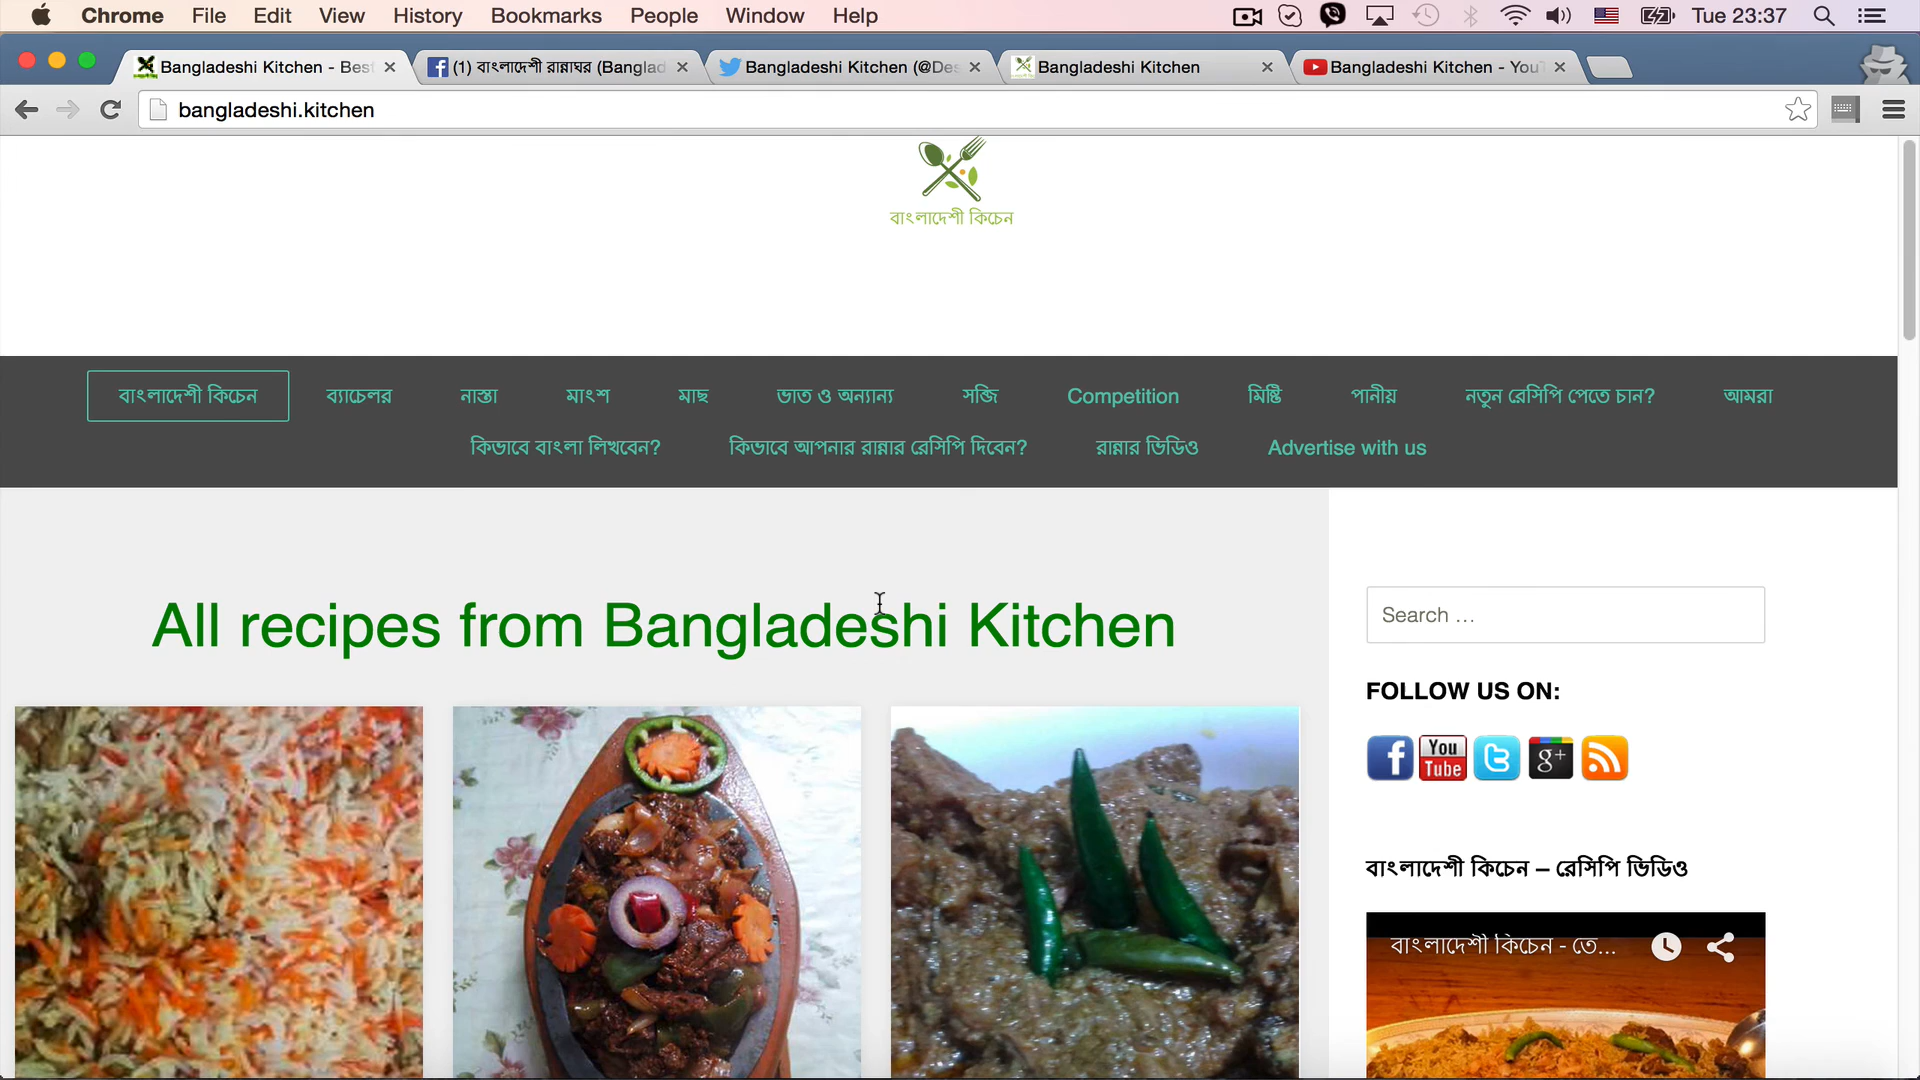 Chrome File Edit View History Bookmarks People Window Help Tue 23:37
Bangladeshi Kitchen - Best (1) বাংলাদেশী রান্নাঘর (Banglad Bangladeshi Kitchen (@Des Bangladeshi Kitchen Bangladeshi Kitchen - YouT
bangladeshi.kitchen
বাংলাদেশী কিচেন
বাংলাদেশী কিচেন ব্যাচেলর নাস্তা মাংশ মাছ ভাত ও অন্যান্য সব্জি Competition মিষ্টি পানীয় নতুন রেসিপি পেতে চান? আমরা
কিভাবে বাংলা লিখবেন? কিভাবে আপনার রান্নার রেসিপি দিবেন? রান্নার ভিডিও Advertise with us
All recipes from Bangladeshi Kitchen
Search …
FOLLOW US ON:
f You Tube t g+
বাংলাদেশী কিচেন – রেসিপি ভিডিও
বাংলাদেশী কিচেন - তে...